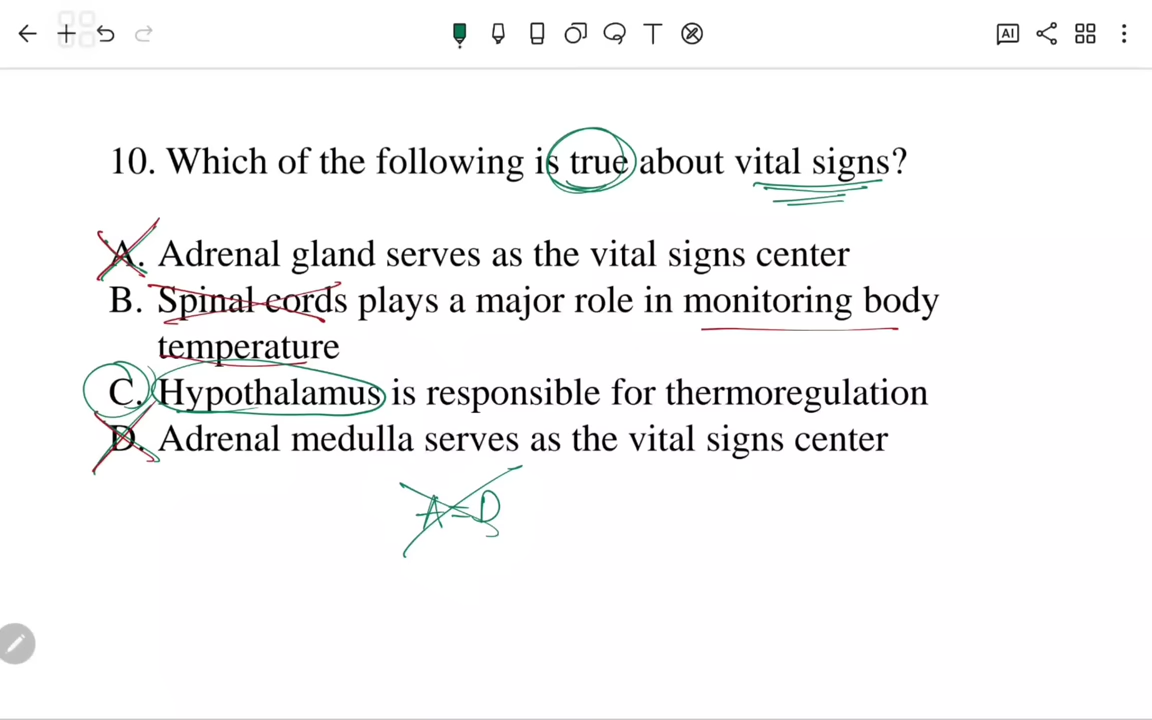 AI
T
10. Which of the following is true about vital signs?
A. Adrenal gland serves as the vital signs center
B. Spinal cords plays a major role in monitoring body
temperature
C. Hypothalamus is responsible for thermoregulation
D. Adrenal medulla serves as the vital signs center
A=D